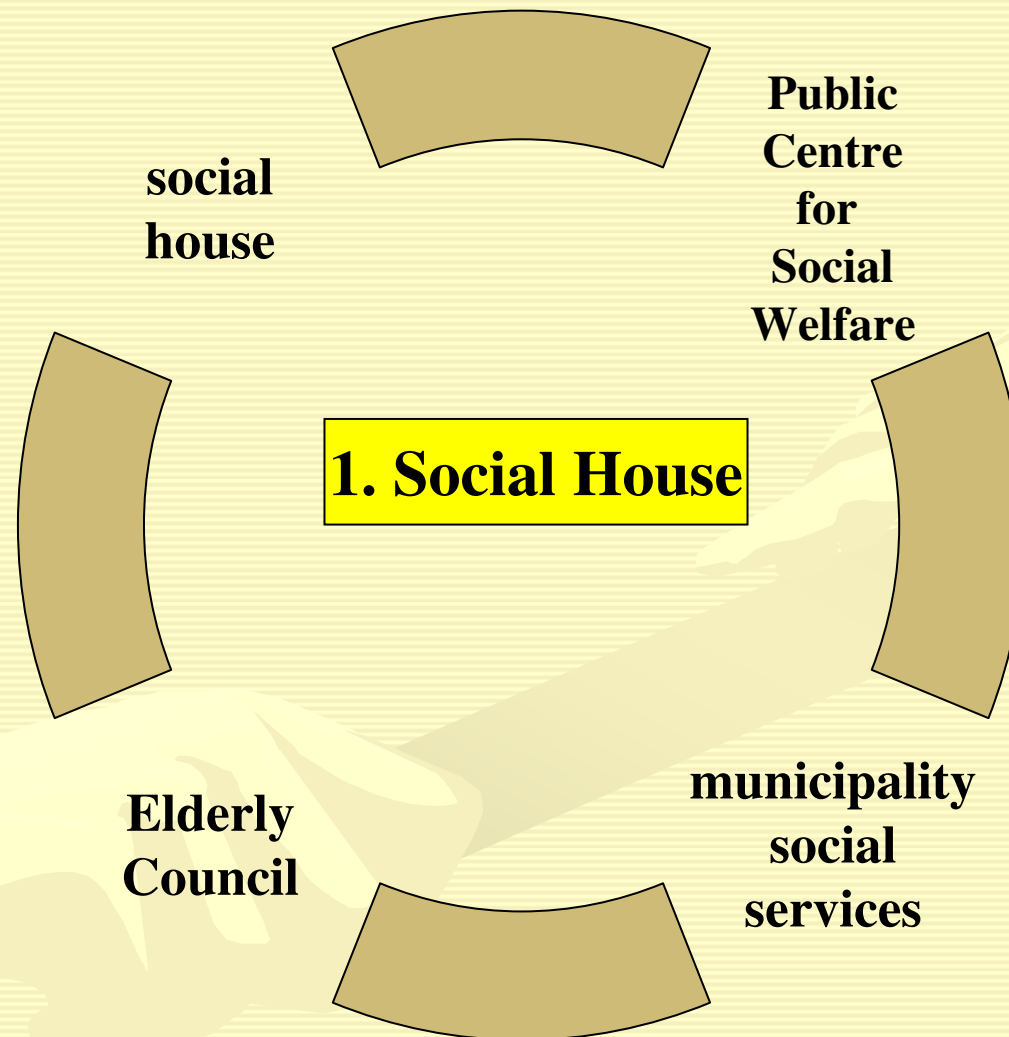 social
house
Public
Centre
for
Social
Welfare
1. Social House
Elderly
Council
municipality
social
services